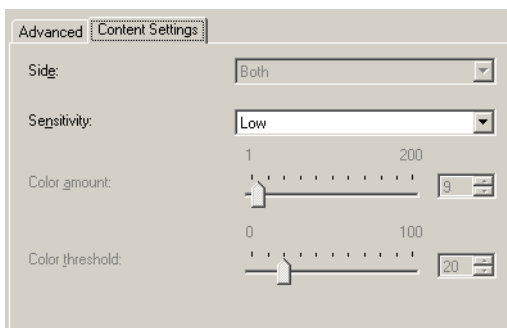 Advanced Content Settings
Side: Both
Sensitivity: Low
1 200
Color amount: 9
0 100
Color threshold: 20